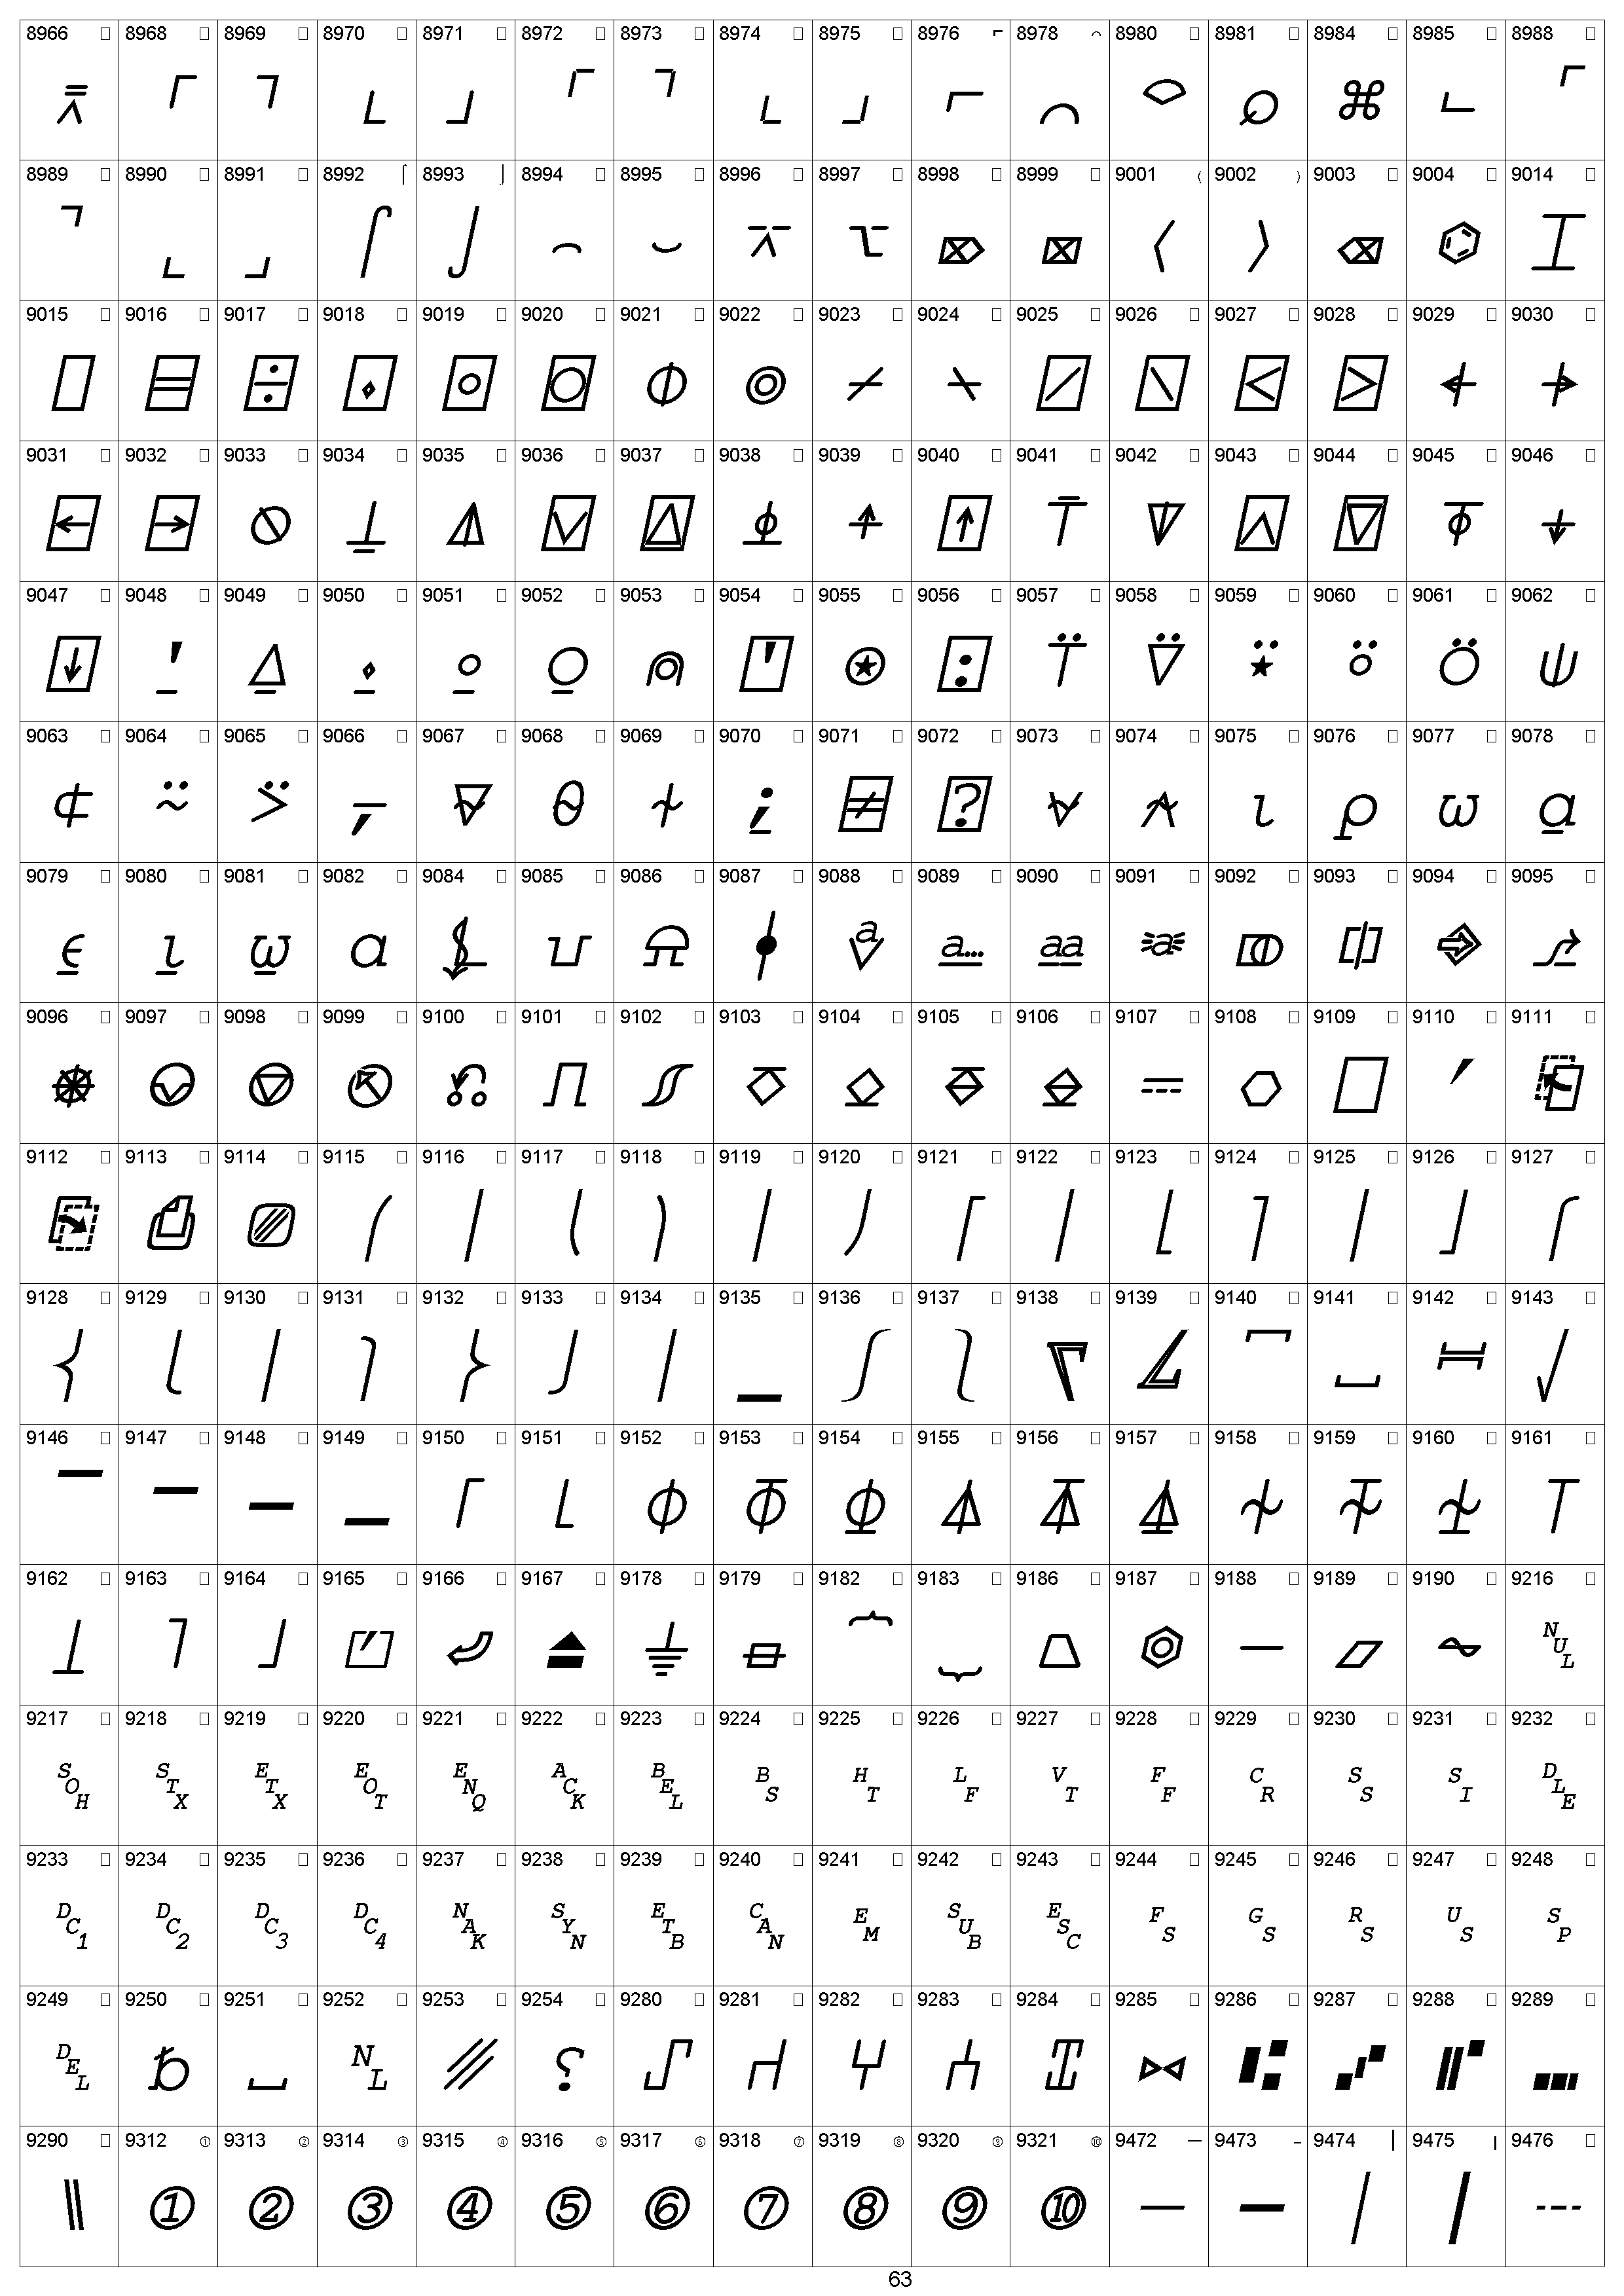 8966 8968 8969 8970 8971 8972 8973 8974 8975 8976 ⌐ 8978 ⌒ 8980 8981 8984 8985 8988
⌆ ⌈ ⌉ ⌊ ⌋ ⌌ ⌍ ⌎ ⌏ ⌐ ⌒ ⌔ ⌕ ⌘ ⌙ ⌜
8989 8990 8991 8992 ⌠ 8993 ⌡ 8994 8995 8996 8997 8998 8999 9001 〈 9002 〉 9003 9004 9014
⌝ ⌞ ⌟ ⌠ ⌡ ⌢ ⌣ ⌤ ⌥ ⌦ ⌧ 〈 〉 ⌫ ⌬ ⌶
9015 9016 9017 9018 9019 9020 9021 9022 9023 9024 9025 9026 9027 9028 9029 9030
⌷ ⌸ ⌹ ⌺ ⌻ ⌼ ⌽ ⌾ ⌿ ⍀ ⍁ ⍂ ⍃ ⍄ ⍅ ⍆
9031 9032 9033 9034 9035 9036 9037 9038 9039 9040 9041 9042 9043 9044 9045 9046
⍇ ⍈ ⍉ ⍊ ⍋ ⍌ ⍍ ⍎ ⍏ ⍐ ⍑ ⍒ ⍓ ⍔ ⍕ ⍖
9047 9048 9049 9050 9051 9052 9053 9054 9055 9056 9057 9058 9059 9060 9061 9062
⍗ ⍘ ⍙ ⍚ ⍛ ⍜ ⍝ ⍞ ⍟ ⍠ ⍡ ⍢ ⍣ ⍤ ⍥ ⍦
9063 9064 9065 9066 9067 9068 9069 9070 9071 9072 9073 9074 9075 9076 9077 9078
⍧ ⍨ ⍩ ⍪ ⍫ ⍬ ⍭ ⍮ ⍯ ⍰ ⍱ ⍲ ⍳ ⍴ ⍵ ⍶
9079 9080 9081 9082 9084 9085 9086 9087 9088 9089 9090 9091 9092 9093 9094 9095
⍷ ⍸ ⍹ ⍺ ⍼ ⍽ ⍾ ⍿ ⎀ ⎁ ⎂ ⎃ ⎄ ⎅ ⎆ ⎇
9096 9097 9098 9099 9100 9101 9102 9103 9104 9105 9106 9107 9108 9109 9110 9111
⎈ ⎉ ⎊ ⎋ ⎌ ⎍ ⎎ ⎏ ⎐ ⎑ ⎒ ⎓ ⎔ ⎕ ⎖ ⎗
9112 9113 9114 9115 9116 9117 9118 9119 9120 9121 9122 9123 9124 9125 9126 9127
⎘ ⎙ ⎚ ⎛ ⎜ ⎝ ⎞ ⎟ ⎠ ⎡ ⎢ ⎣ ⎤ ⎥ ⎦ ⎧
9128 9129 9130 9131 9132 9133 9134 9135 9136 9137 9138 9139 9140 9141 9142 9143
⎨ ⎩ ⎪ ⎫ ⎬ ⎭ ⎮ ⎯ ⎰ ⎱ ⎲ ⎳ ⎴ ⎵ ⎶ ⎷
9146 9147 9148 9149 9150 9151 9152 9153 9154 9155 9156 9157 9158 9159 9160 9161
⎺ ⎻ ⎼ ⎽ ⎾ ⎿ ⏀ ⏁ ⏂ ⏃ ⏄ ⏅ ⏆ ⏇ ⏈ ⏉
9162 9163 9164 9165 9166 9167 9178 9179 9182 9183 9186 9187 9188 9189 9190 9216
⏊ ⏋ ⏌ ⏍ ⏎ ⏏ ⏚ ⏛ ⏞ ⏟ ⏢ ⏣ ⏤ ⏥ ⏦ NUL
9217 9218 9219 9220 9221 9222 9223 9224 9225 9226 9227 9228 9229 9230 9231 9232
SOH STX ETX EOT ENQ ACK BEL BS HT LF VT FF CR SS SI DLE
9233 9234 9235 9236 9237 9238 9239 9240 9241 9242 9243 9244 9245 9246 9247 9248
DC1 DC2 DC3 DC4 NAK SYN ETB CAN EM SUB ESC FS GS RS US SP
9249 9250 9251 9252 9253 9254 9280 9281 9282 9283 9284 9285 9286 9287 9288 9289
DEL ␢ ␣ NL ␥ ␦ ⑀ ⑁ ⑂ ⑃ ⑄ ⑅ ⑆ ⑇ ⑈ ⑉
9290 9312 ① 9313 ② 9314 ③ 9315 ④ 9316 ⑤ 9317 ⑥ 9318 ⑦ 9319 ⑧ 9320 ⑨ 9321 ⑩ 9472 ─ 9473 ━ 9474 │ 9475 ┃ 9476
⑊ ① ② ③ ④ ⑤ ⑥ ⑦ ⑧ ⑨ ⑩ ─ ━ │ ┃ ┄
63